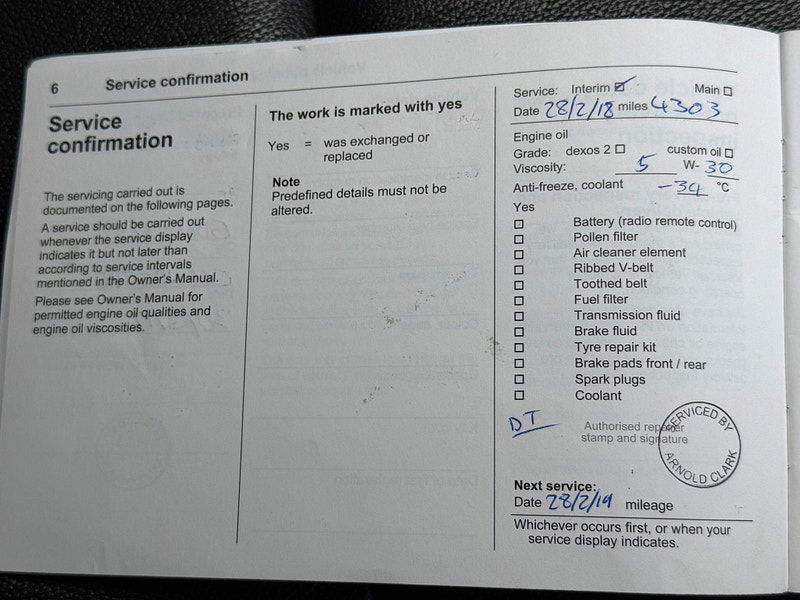 6 Service confirmation
Service
confirmation
The servicing carried out is
documented on the following pages.
A service should be carried out
whenever the service display
indicates it but not later than
according to service intervals
mentioned in the Owner's Manual.
Please see Owner's Manual for
permitted engine oil qualities and
engine oil viscosities.
The work is marked with yes
Yes = was exchanged or
replaced
Note
Predefined details must not be
altered.
Service: Interim ☑ Main ☐
Date 28/2/18 miles 4303
Engine oil
Grade: dexos 2 ☐ custom oil ☐
Viscosity: 5 W- 30
Anti-freeze, coolant -34 °C
Yes
☐ Battery (radio remote control)
☐ Pollen filter
☐ Air cleaner element
☐ Ribbed V-belt
☐ Toothed belt
☐ Fuel filter
☐ Transmission fluid
☐ Brake fluid
☐ Tyre repair kit
☐ Brake pads front / rear
☐ Spark plugs
☐ Coolant
DT
Authorised repairer
stamp and signature
SERVICED BY
ARNOLD CLARK
Next service:
Date 28/2/19 mileage
Whichever occurs first, or when your
service display indicates.